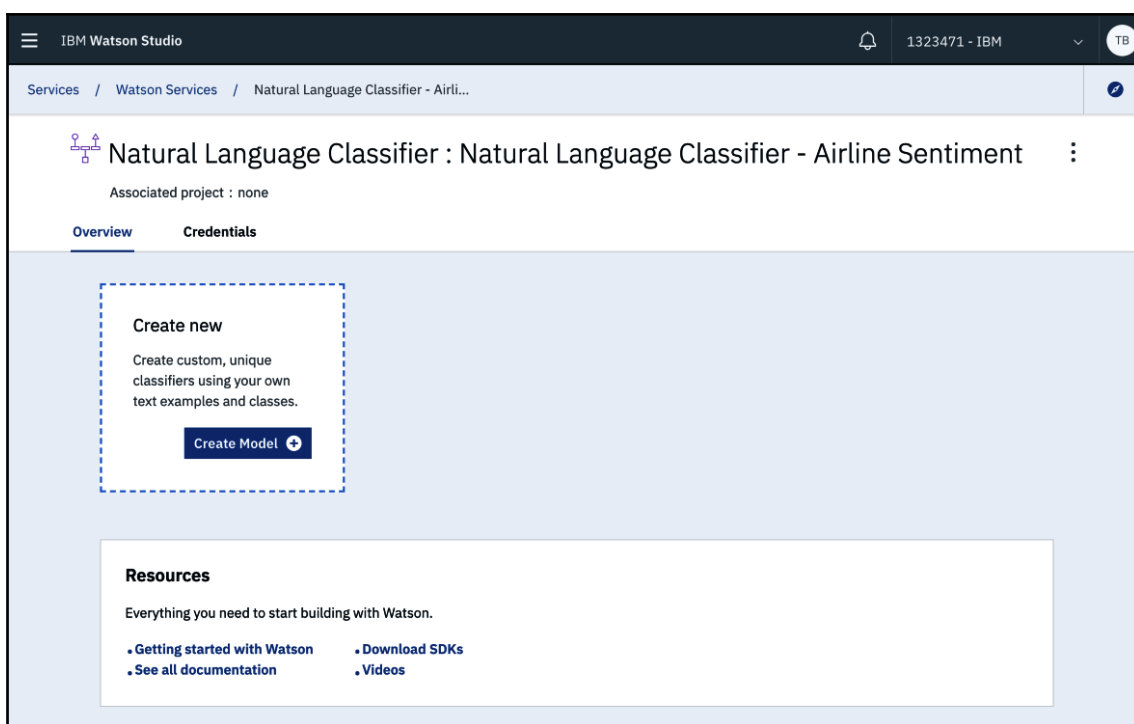 IBM Watson Studio
1323471 - IBM
TB
Services / Watson Services / Natural Language Classifier - Airli...
Natural Language Classifier : Natural Language Classifier - Airline Sentiment
Associated project : none
Overview
Credentials
Create new
Create custom, unique
classifiers using your own
text examples and classes.
Create Model
Resources
Everything you need to start building with Watson.
Getting started with Watson
Download SDKs
See all documentation
Videos